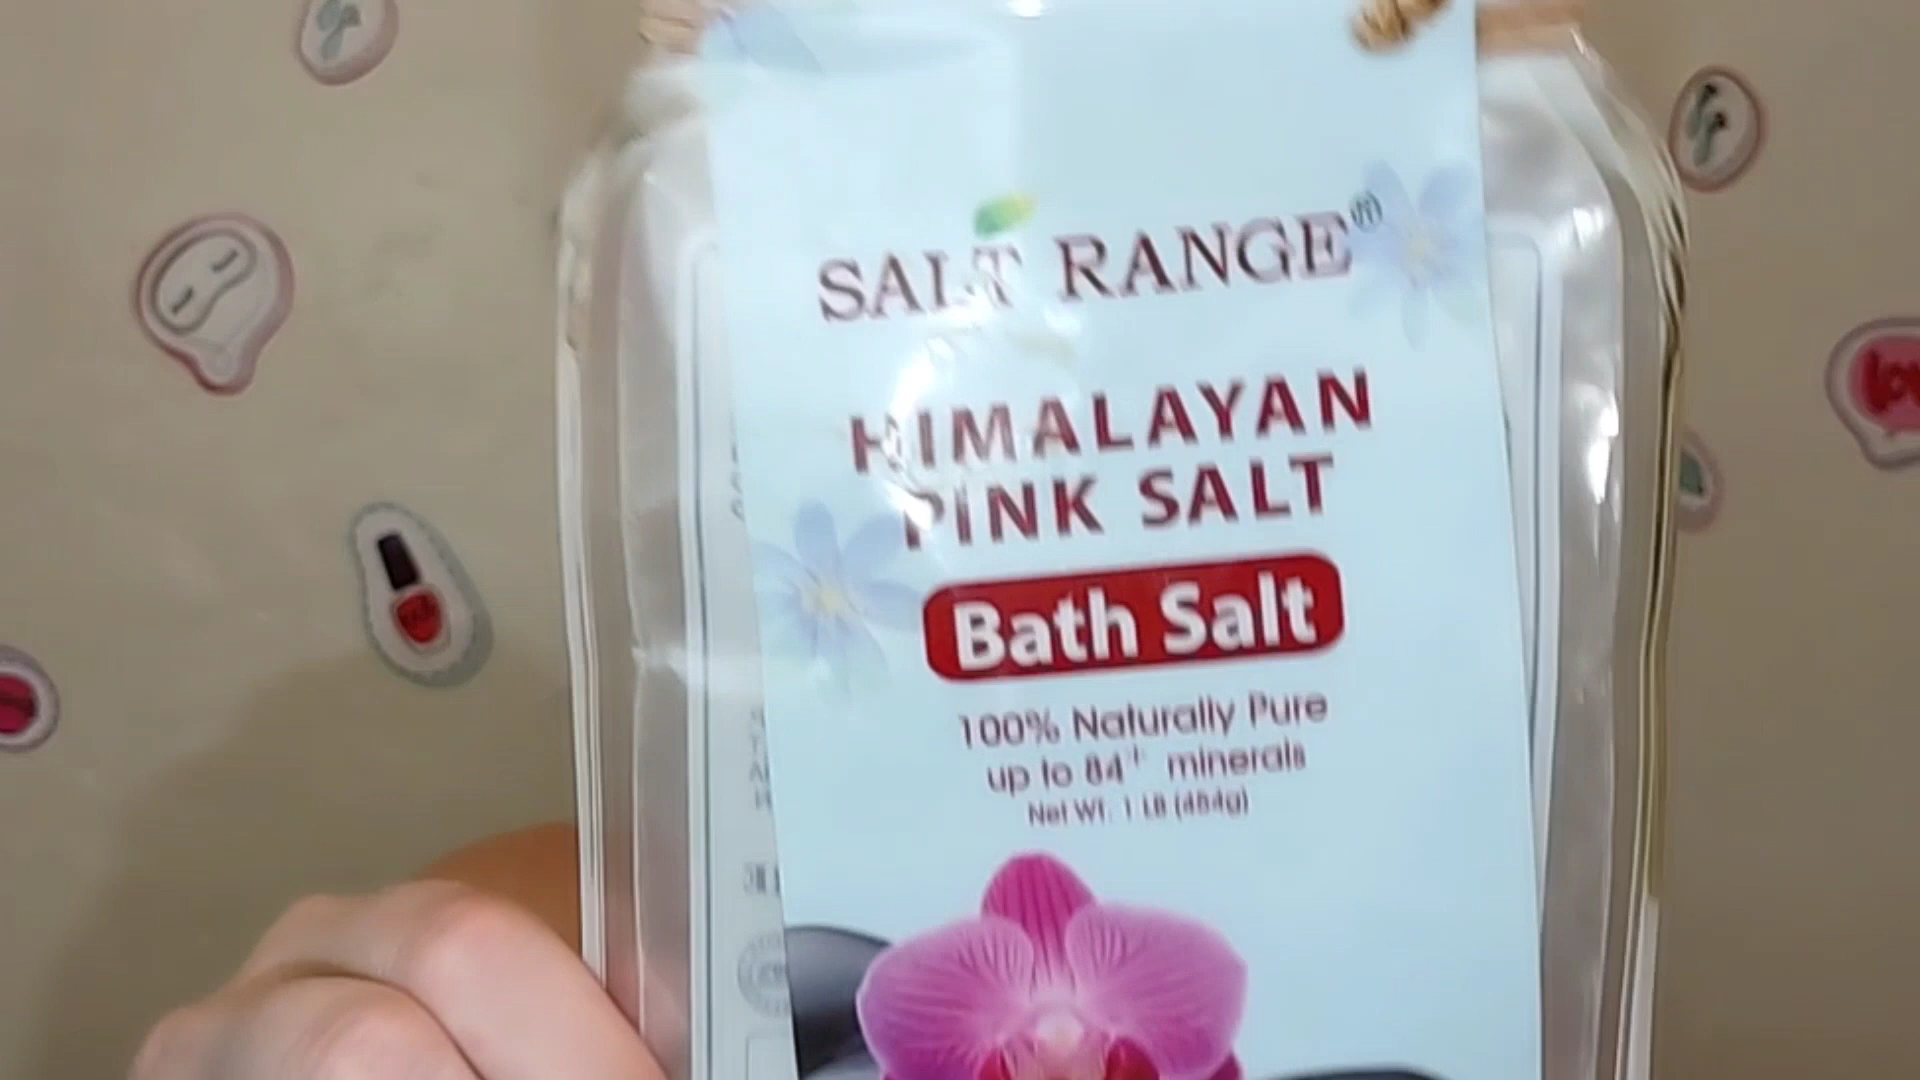 SALT RANGE®
HIMALAYAN
PINK SALT
Bath Salt
100% Naturally Pure
up to 84+ minerals
Net Wt. 1 LB (454g)